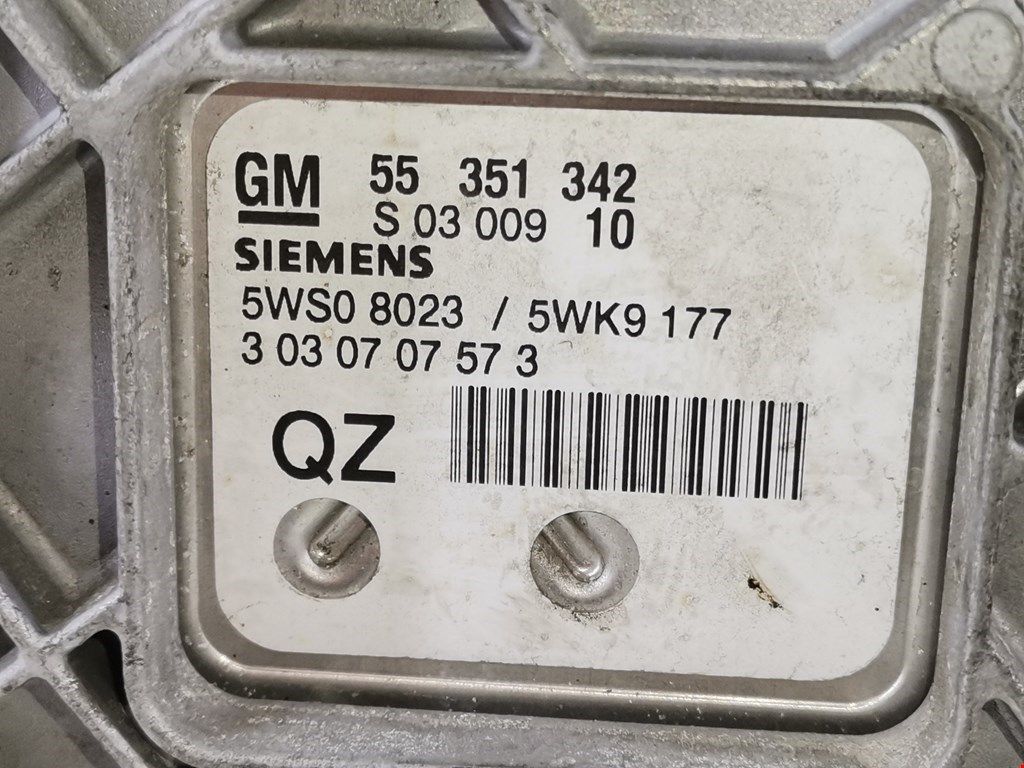 GM 55 351 342
S 03 009 10
SIEMENS
5WS0 8023 / 5WK9 177
3 03 07 07 57 3
QZ